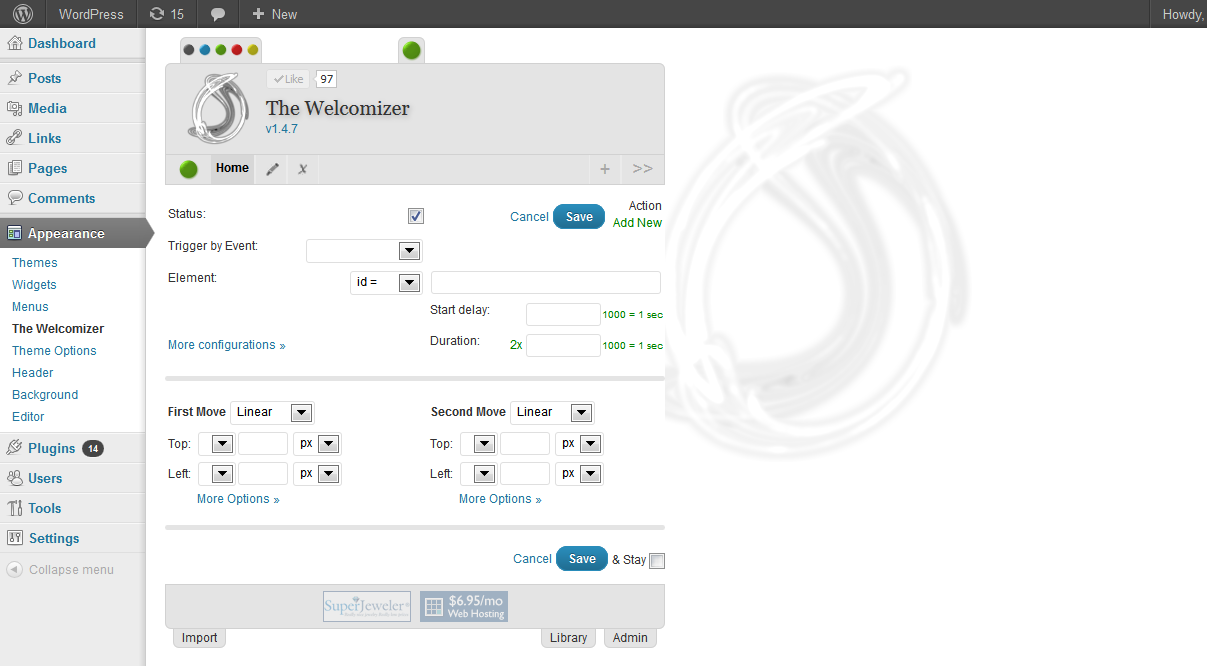 WordPress 15 + New Howdy,
Dashboard
Posts
Media
Links
Pages
Comments
Appearance
Themes
Widgets
Menus
The Welcomizer
Theme Options
Header
Background
Editor
Plugins 14
Users
Tools
Settings
Collapse menu
Like 97
The Welcomizer
v1.4.7
Home x + >>
Status: Cancel Save Action
Add New
Trigger by Event:
Element: id =
Start delay: 1000 = 1 sec
More configurations » Duration: 2x 1000 = 1 sec
First Move Linear Second Move Linear
Top: px Top: px
Left: px Left: px
More Options » More Options »
Cancel Save & Stay
SuperJeweler® $6.95/mo
Web Hosting
Import Library Admin